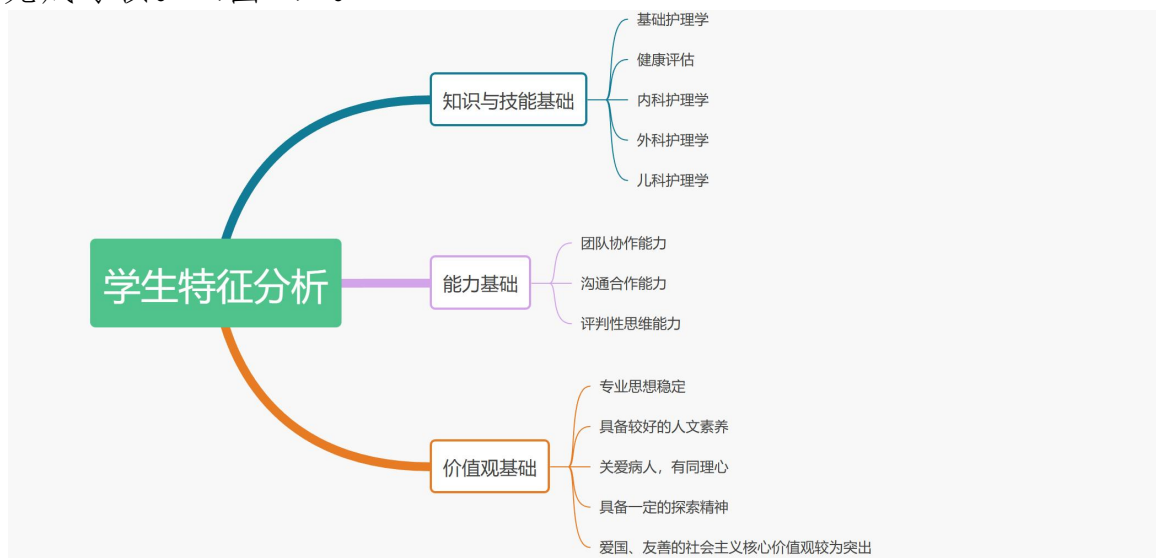 学生特征分析
知识与技能基础
基础护理学
健康评估
内科护理学
外科护理学
儿科护理学
能力基础
团队协作能力
沟通合作能力
评判性思维能力
价值观基础
专业思想稳定
具备较好的人文素养
关爱病人，有同理心
具备一定的探索精神
爱国、友善的社会主义核心价值观较为突出